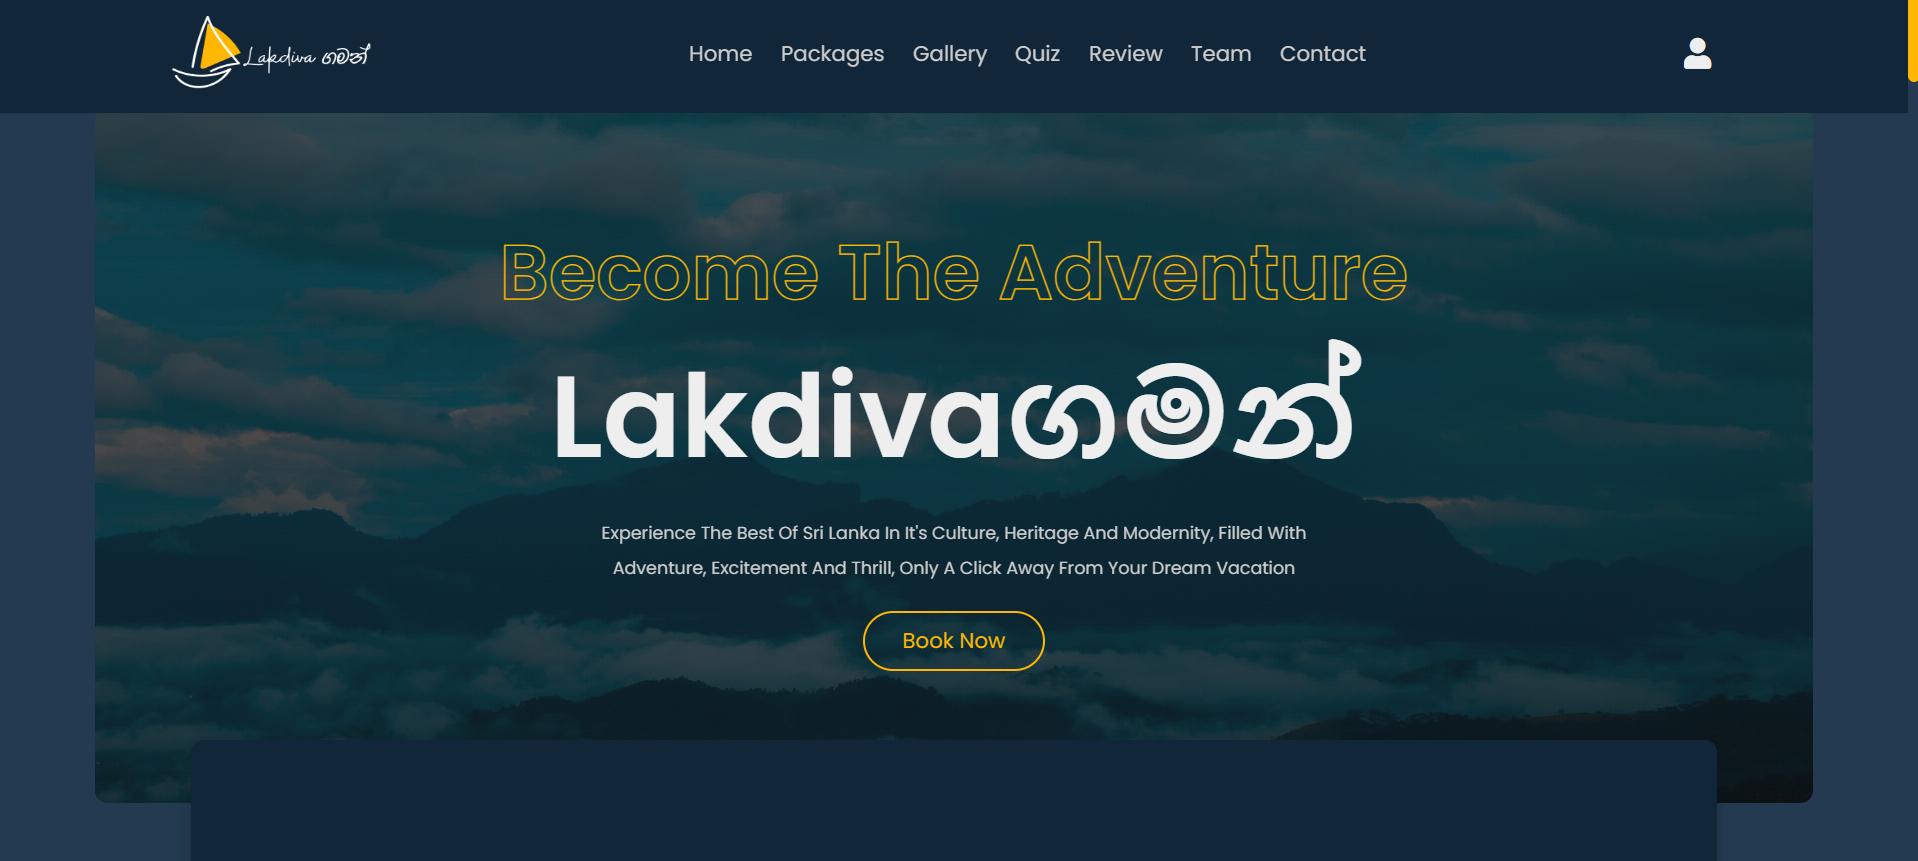 Lakdiva ගමන්
Home Packages Gallery Quiz Review Team Contact
Become The Adventure
Lakdivaගමන්
Experience The Best Of Sri Lanka In It's Culture, Heritage And Modernity, Filled With
Adventure, Excitement And Thrill, Only A Click Away From Your Dream Vacation
Book Now